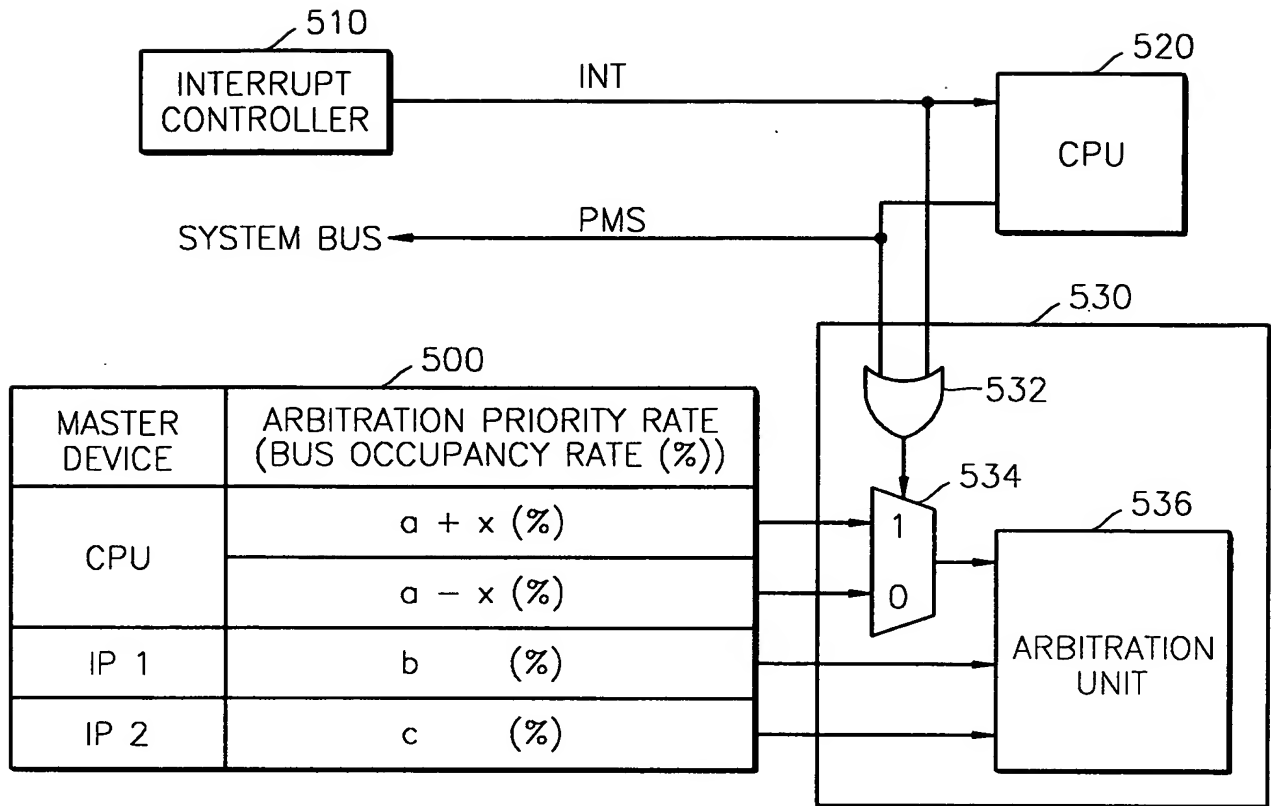 510
INTERRUPT
CONTROLLER
INT
520
CPU
PMS
SYSTEM BUS
530
532
534
1
0
536
ARBITRATION
UNIT
500
MASTER
DEVICE
ARBITRATION PRIORITY RATE
(BUS OCCUPANCY RATE (%))
CPU
a + x (%)
a - x (%)
IP 1
b (%)
IP 2
c (%)